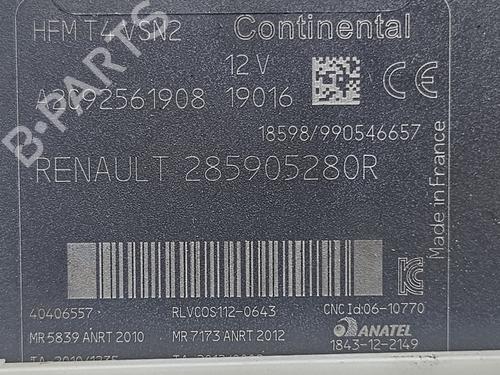 HFM T4 VSN2 Continental
12 V
A2C92561908 19016
18598/990546657
RENAULT 285905280R
Made in France
40406557 RLVCOS112-0643 CNC Id:06-10770
MR 5839 ANRT 2010 MR 7173 ANRT 2012 ANATEL
1843-12-2149
B-PARTS